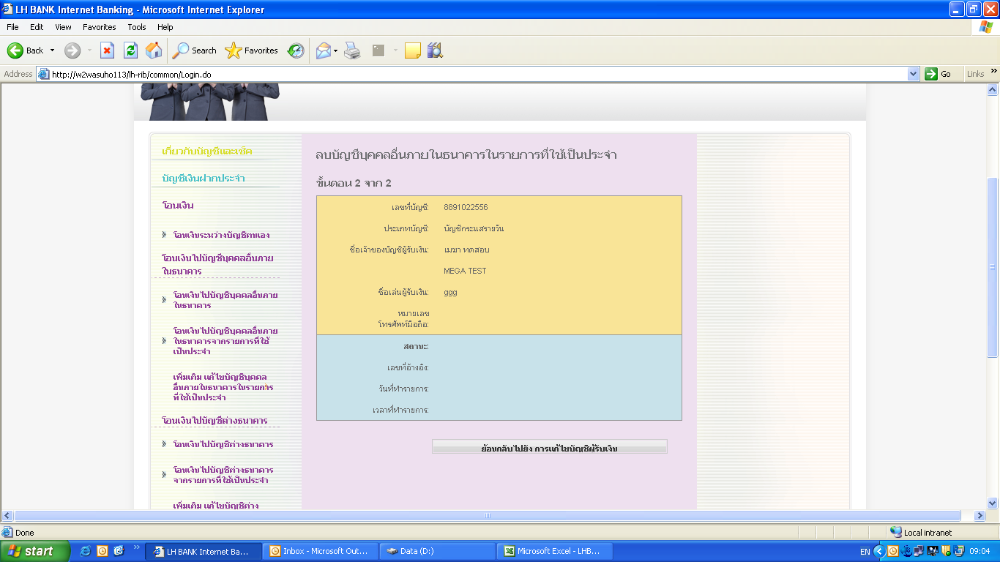 LH BANK Internet Banking - Microsoft Internet Explorer
File Edit View Favorites Tools Help
Back Search Favorites
Address http://w2wasuho113/lh-rib/common/Login.do Go Links »
เกี่ยวกับบัญชีและเช็ค
บัญชีเงินฝากประจำ
โอนเงิน
โอนเงินระหว่างบัญชีตนเอง
โอนเงินไปบัญชีบุคคลอื่นภาย
ในธนาคาร
โอนเงินไปบัญชีบุคคลอื่นภาย
ในธนาคาร
โอนเงินไปบัญชีบุคคลอื่นภาย
ในธนาคารจากรายการที่ใช้
เป็นประจำ
เพิ่มเติม แก้ไขบัญชีบุคคล
อื่นภายในธนาคารในรายการ
ที่ใช้เป็นประจำ
โอนเงินไปบัญชีต่างธนาคาร
โอนเงินไปบัญชีต่างธนาคาร
โอนเงินไปบัญชีต่างธนาคาร
จากรายการที่ใช้เป็นประจำ
เพิ่มเติม แก้ไขบัญชีต่าง
ลบบัญชีบุคคลอื่นภายในธนาคารในรายการที่ใช้เป็นประจำ
ขั้นตอน 2 จาก 2
เลขที่บัญชี: 8891022556
ประเภทบัญชี: บัญชีกระแสรายวัน
ชื่อเจ้าของบัญชีผู้รับเงิน: เมฆา ทดสอบ
MEGA TEST
ชื่อเล่นผู้รับเงิน: ggg
หมายเลข
โทรศัพท์มือถือ:
สถานะ:
เลขที่อ้างอิง:
วันที่ทำรายการ:
เวลาที่ทำรายการ:
ย้อนกลับไปยัง การแก้ไขบัญชีผู้รับเงิน
Done Local intranet
start » LH BANK Internet Ba... Inbox - Microsoft Out... Data (D:) Microsoft Excel - LHB... EN 09:04